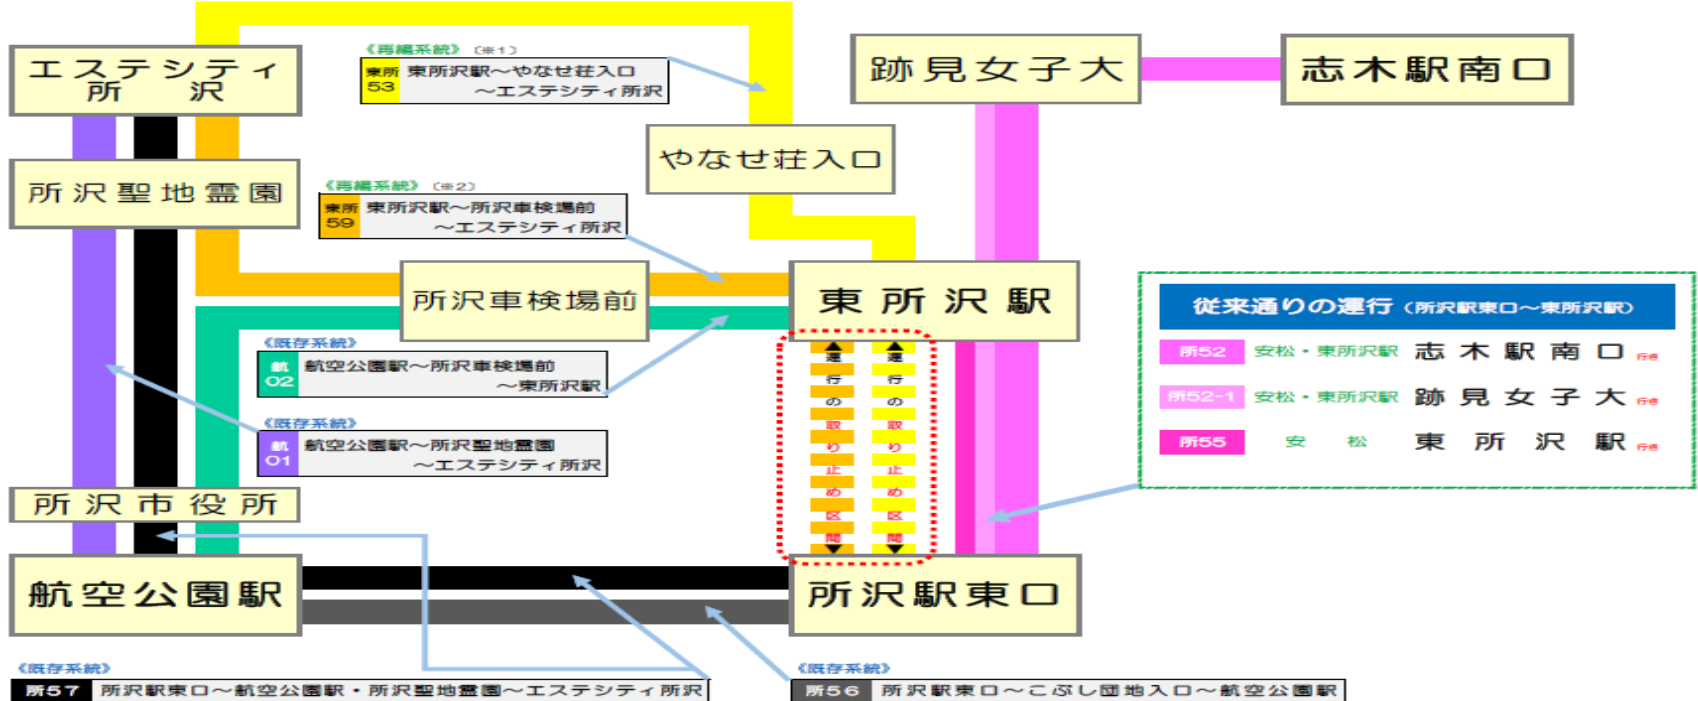 エステシティ
所沢
《再編系統》（※1）
東所
53
東所沢駅～やなせ荘入口
～エステシティ所沢
跡見女子大
志木駅南口
やなせ荘入口
所沢聖地霊園
《再編系統》（※2）
東所
59
東所沢駅～所沢車検場前
～エステシティ所沢
所沢車検場前
東所沢駅
《既存系統》
航
02
航空公園駅～所沢車検場前
～東所沢駅
《既存系統》
航
01
航空公園駅～所沢聖地霊園
～エステシティ所沢
▲運行の取り止め区間▼
▲運行の取り止め区間▼
従来通りの運行（所沢駅東口～東所沢駅）
所52 安松・東所沢駅 志木駅南口 行き
所52-1 安松・東所沢駅 跡見女子大 行き
所55 安松 東所沢駅 行き
所沢市役所
航空公園駅
所沢駅東口
《既存系統》
所57 所沢駅東口～航空公園駅・所沢聖地霊園～エステシティ所沢
《既存系統》
所56 所沢駅東口～こぶし団地入口～航空公園駅